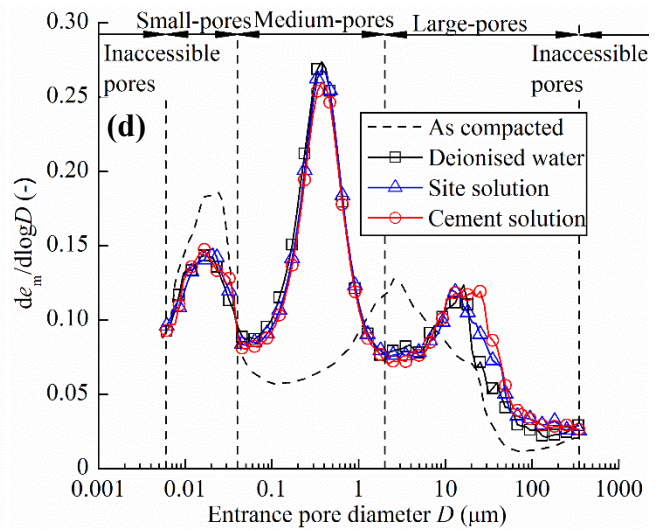 Small-pores Medium-pores Large-pores
Inaccessible pores
Inaccessible pores
(d)
As compacted
Deionised water
Site solution
Cement solution
de_m/dlogD (-)
0.30
0.25
0.20
0.15
0.10
0.05
0
0.001 0.01 0.1 1 10 100 1000
Entrance pore diameter D (μm)